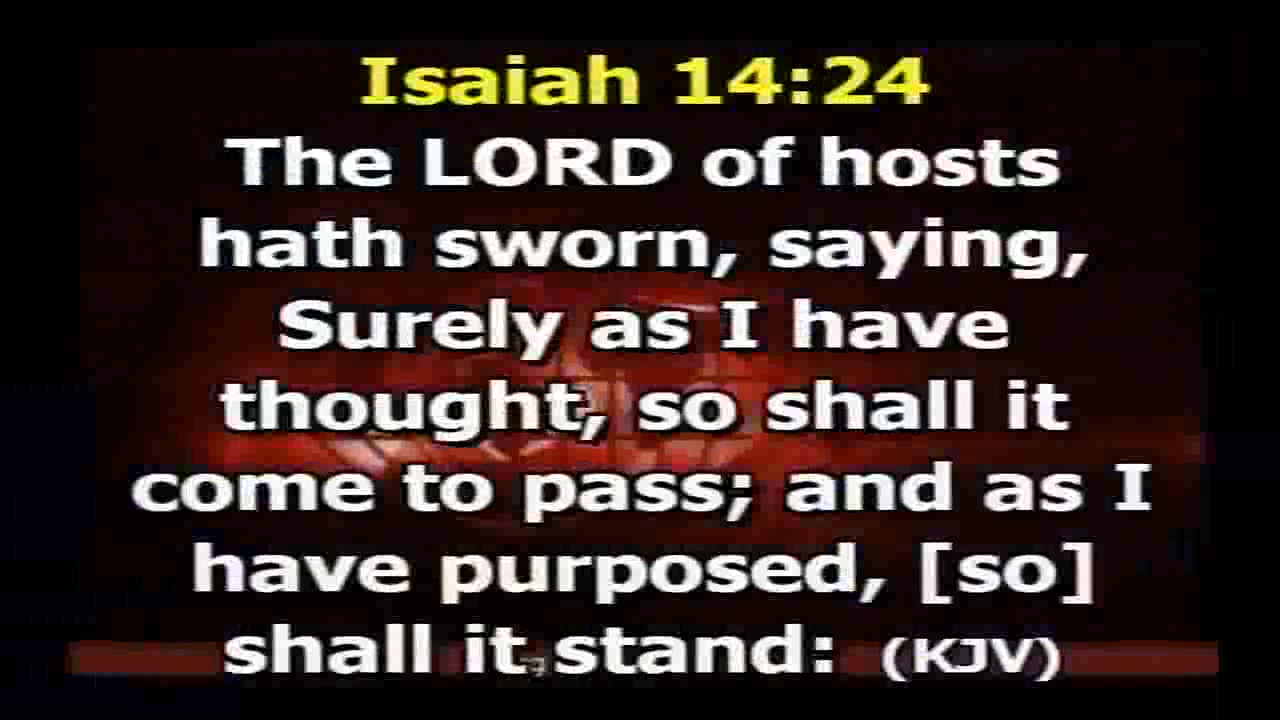 Isaiah 14:24
The LORD of hosts
hath sworn, saying,
Surely as I have
thought, so shall it
come to pass; and as I
have purposed, [so]
shall it stand: (KJV)